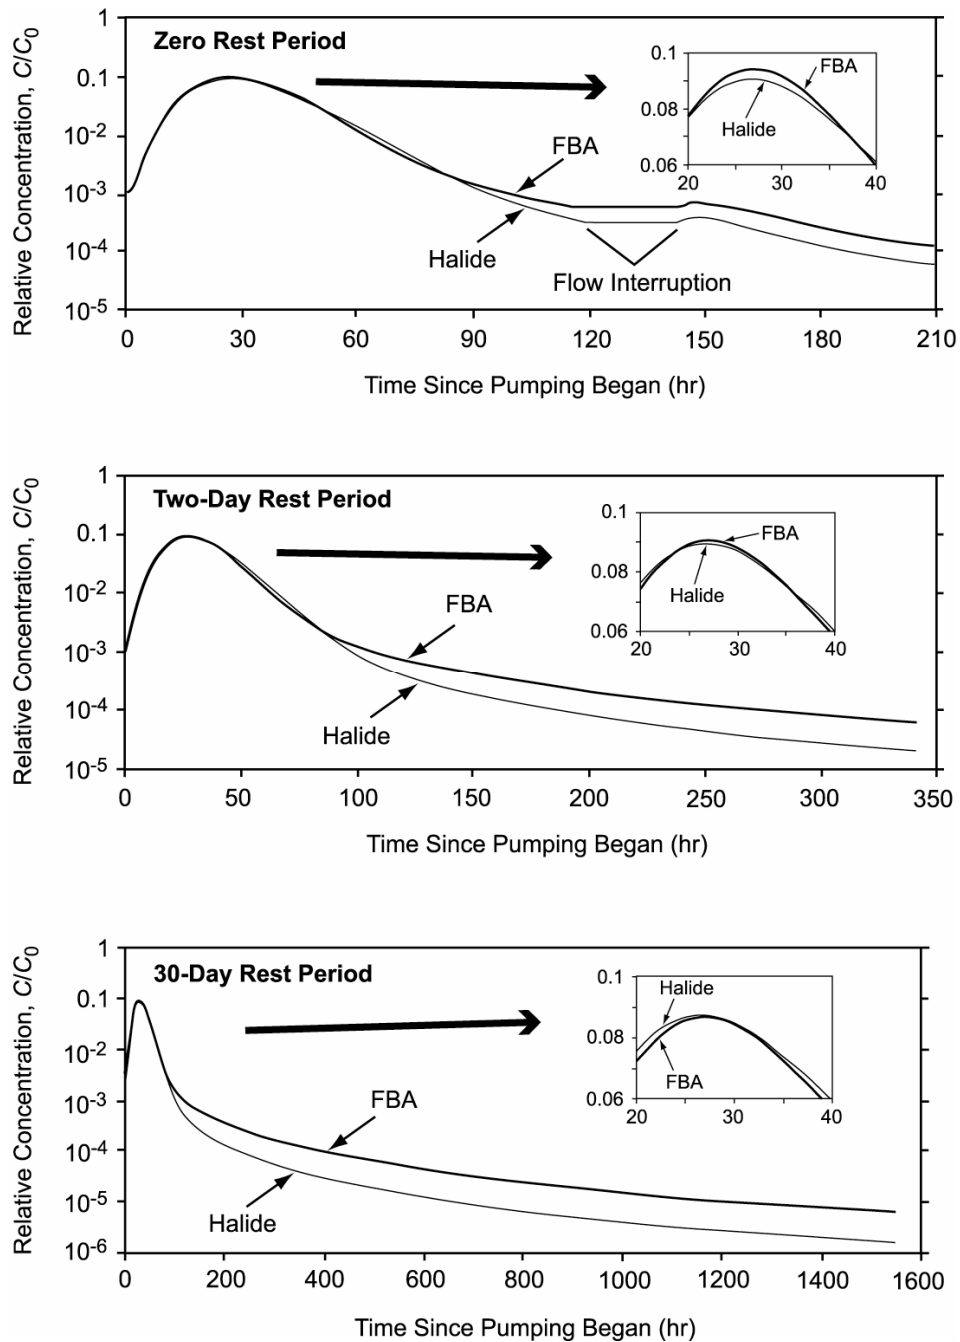 Zero Rest Period
Relative Concentration, C/C0
1
0.1
10-2
10-3
10-4
10-5
0.1
0.08
0.06
20 30 40
FBA
Halide
FBA
Halide
Flow Interruption
0 30 60 90 120 150 180 210
Time Since Pumping Began (hr)
Two-Day Rest Period
Relative Concentration, C/C0
1
0.1
10-2
10-3
10-4
10-5
0.1
0.08
0.06
20 30 40
FBA
Halide
FBA
Halide
0 50 100 150 200 250 300 350
Time Since Pumping Began (hr)
30-Day Rest Period
Relative Concentration, C/C0
1
0.1
10-2
10-3
10-4
10-5
10-6
0.1
0.08
0.06
20 30 40
Halide
FBA
FBA
Halide
0 200 400 600 800 1000 1200 1400 1600
Time Since Pumping Began (hr)